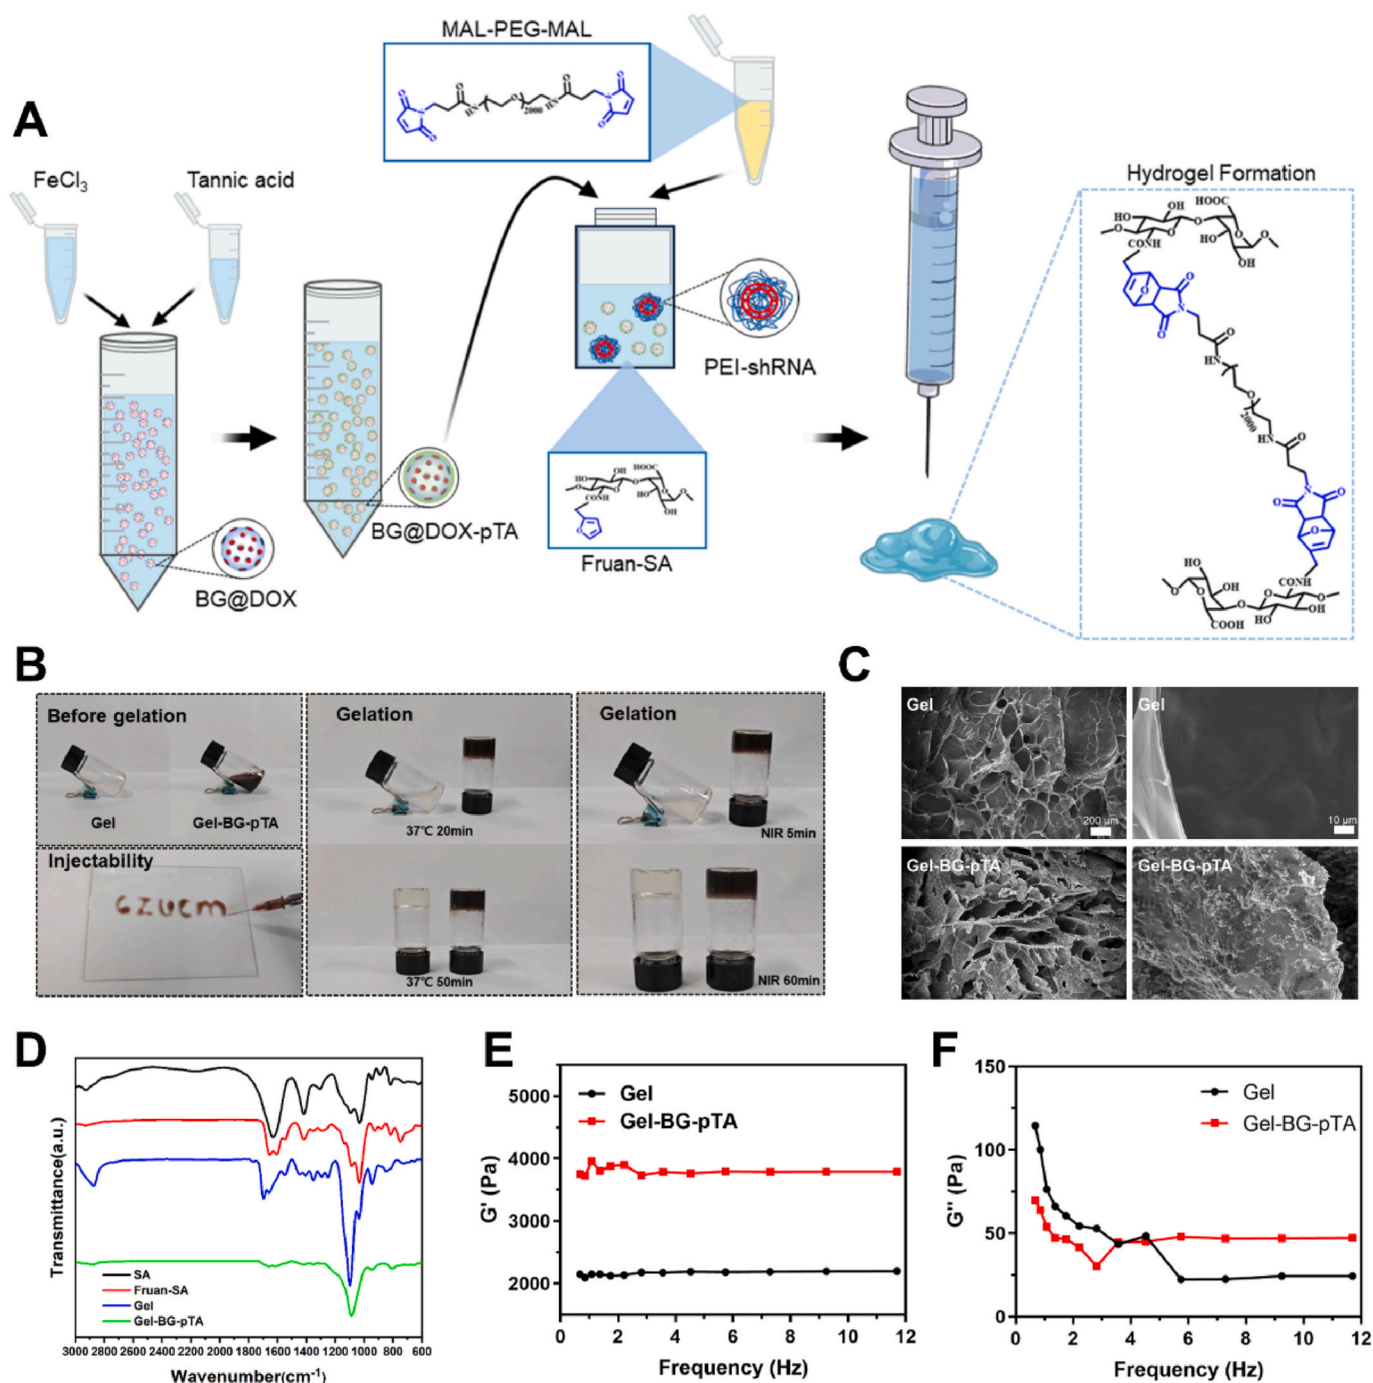 A
MAL-PEG-MAL
FeCl3
Tannic acid
BG@DOX
BG@DOX-pTA
PEI-shRNA
Fruan-SA
Hydrogel Formation
B
Before gelation
Gel
Gel-BG-pTA
Injectability
CZUCM
Gelation
37℃ 20min
37℃ 50min
Gelation
NIR 5min
NIR 60min
C
Gel
200 μm
Gel
10 μm
Gel-BG-pTA
Gel-BG-pTA
D
Transmittance(a.u.)
SA
Fruan-SA
Gel
Gel-BG-pTA
3000 2800 2600 2400 2200 2000 1800 1600 1400 1200 1000 800 600
Wavenumber(cm-1)
E
G' (Pa)
5000
4000
3000
2000
Gel
Gel-BG-pTA
0 2 4 6 8 10 12
Frequency (Hz)
F
G'' (Pa)
150
100
50
0
Gel
Gel-BG-pTA
0 2 4 6 8 10 12
Frequency (Hz)